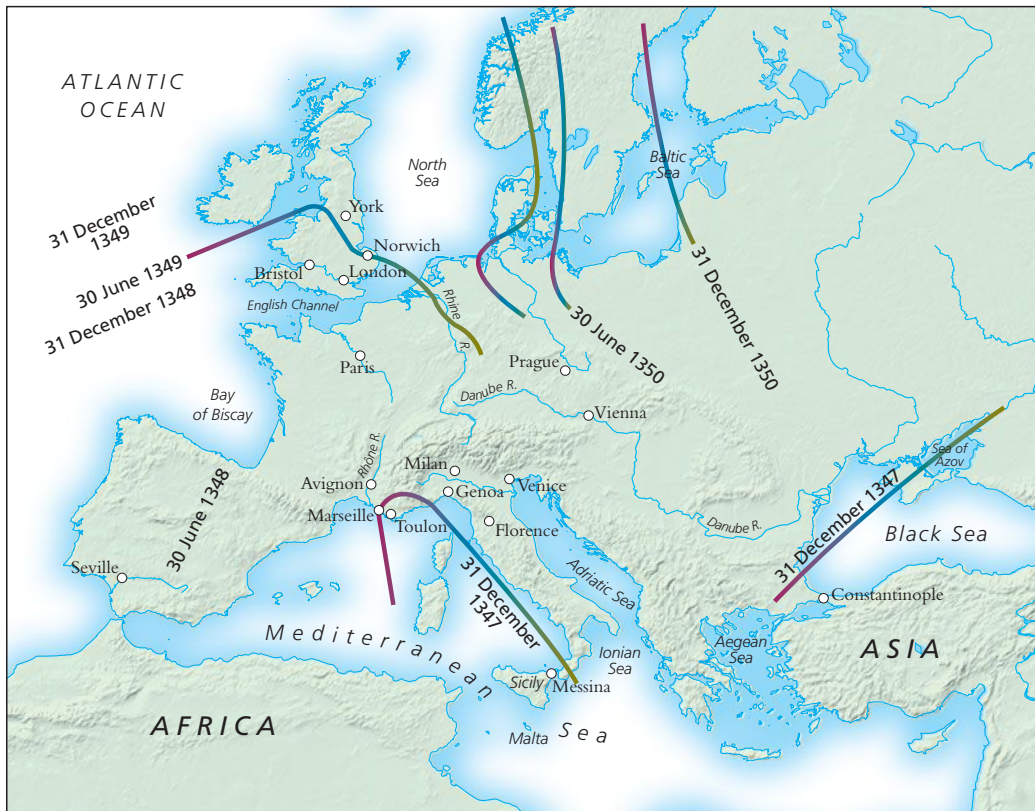 ATLANTIC
OCEAN
North
Sea
Baltic
Sea
York
31 December
1349
Norwich
30 June 1349
Bristol
London
31 December 1348
English Channel
Rhine
R.
31 December 1350
30 June 1350
Paris
Prague
Bay
of Biscay
Danube R.
Vienna
Rhône R.
Milan
Sea of
Azov
30 June 1348
Avignon
Genoa
Venice
Marseille
Toulon
Florence
Danube R.
31 December 1347
Black Sea
Seville
31 December
1347
Adriatic Sea
Constantinople
Mediterranean
Sea
Ionian
Sea
Aegean
Sea
ASIA
Sicily
Messina
AFRICA
Malta